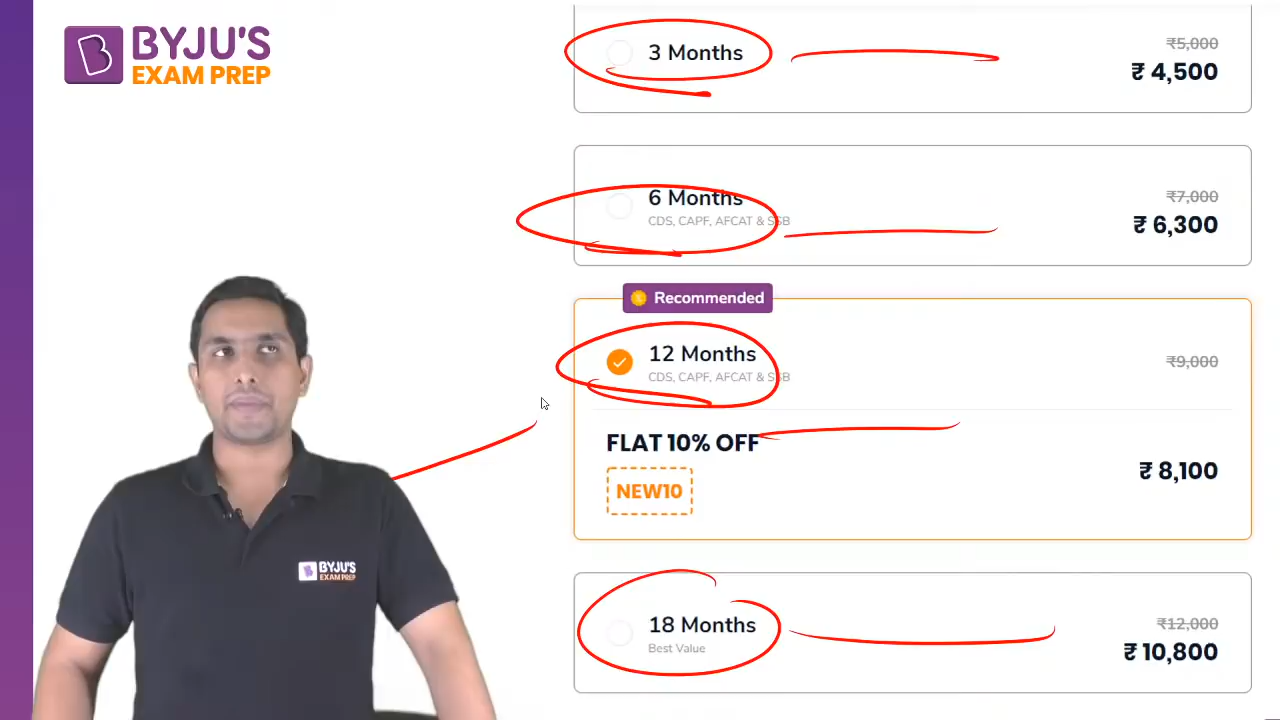 BYJU'S
EXAM PREP
3 Months
₹5,000
₹ 4,500
6 Months
CDS, CAPF, AFCAT & SSB
₹7,000
₹ 6,300
Recommended
12 Months
CDS, CAPF, AFCAT & SSB
₹9,000
FLAT 10% OFF
NEW10
₹ 8,100
18 Months
Best Value
₹12,000
₹ 10,800
BYJU'S
EXAM PREP